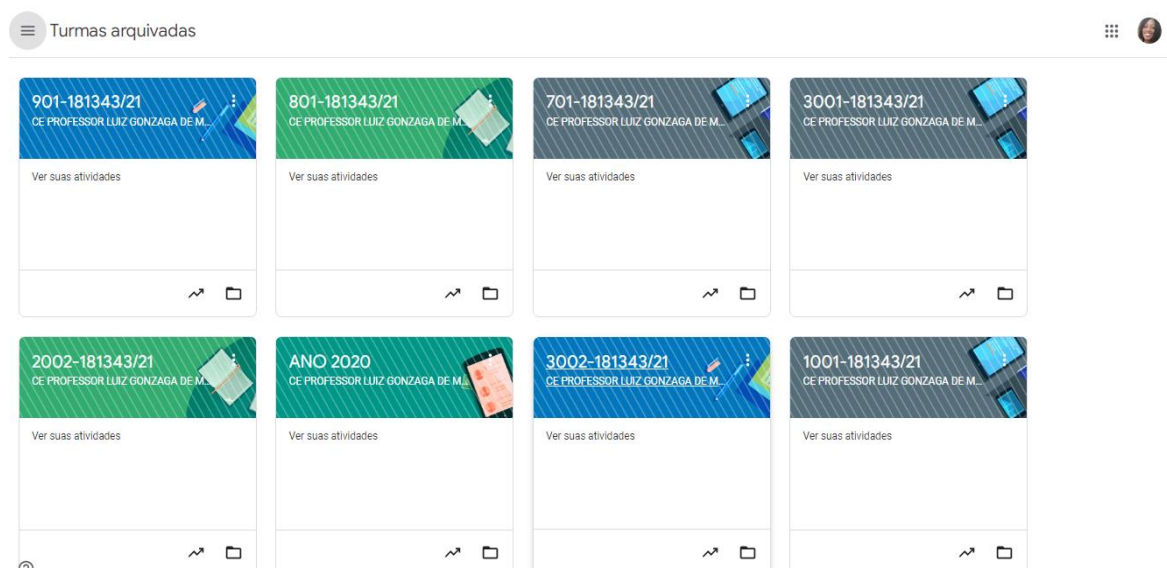 Turmas arquivadas
901-181343/21
CE PROFESSOR LUIZ GONZAGA DE M...
Ver suas atividades
801-181343/21
CE PROFESSOR LUIZ GONZAGA DE M...
Ver suas atividades
701-181343/21
CE PROFESSOR LUIZ GONZAGA DE M...
Ver suas atividades
3001-181343/21
CE PROFESSOR LUIZ GONZAGA DE M...
Ver suas atividades
2002-181343/21
CE PROFESSOR LUIZ GONZAGA DE M...
Ver suas atividades
ANO 2020
CE PROFESSOR LUIZ GONZAGA DE M...
Ver suas atividades
3002-181343/21
CE PROFESSOR LUIZ GONZAGA DE M...
Ver suas atividades
1001-181343/21
CE PROFESSOR LUIZ GONZAGA DE M...
Ver suas atividades